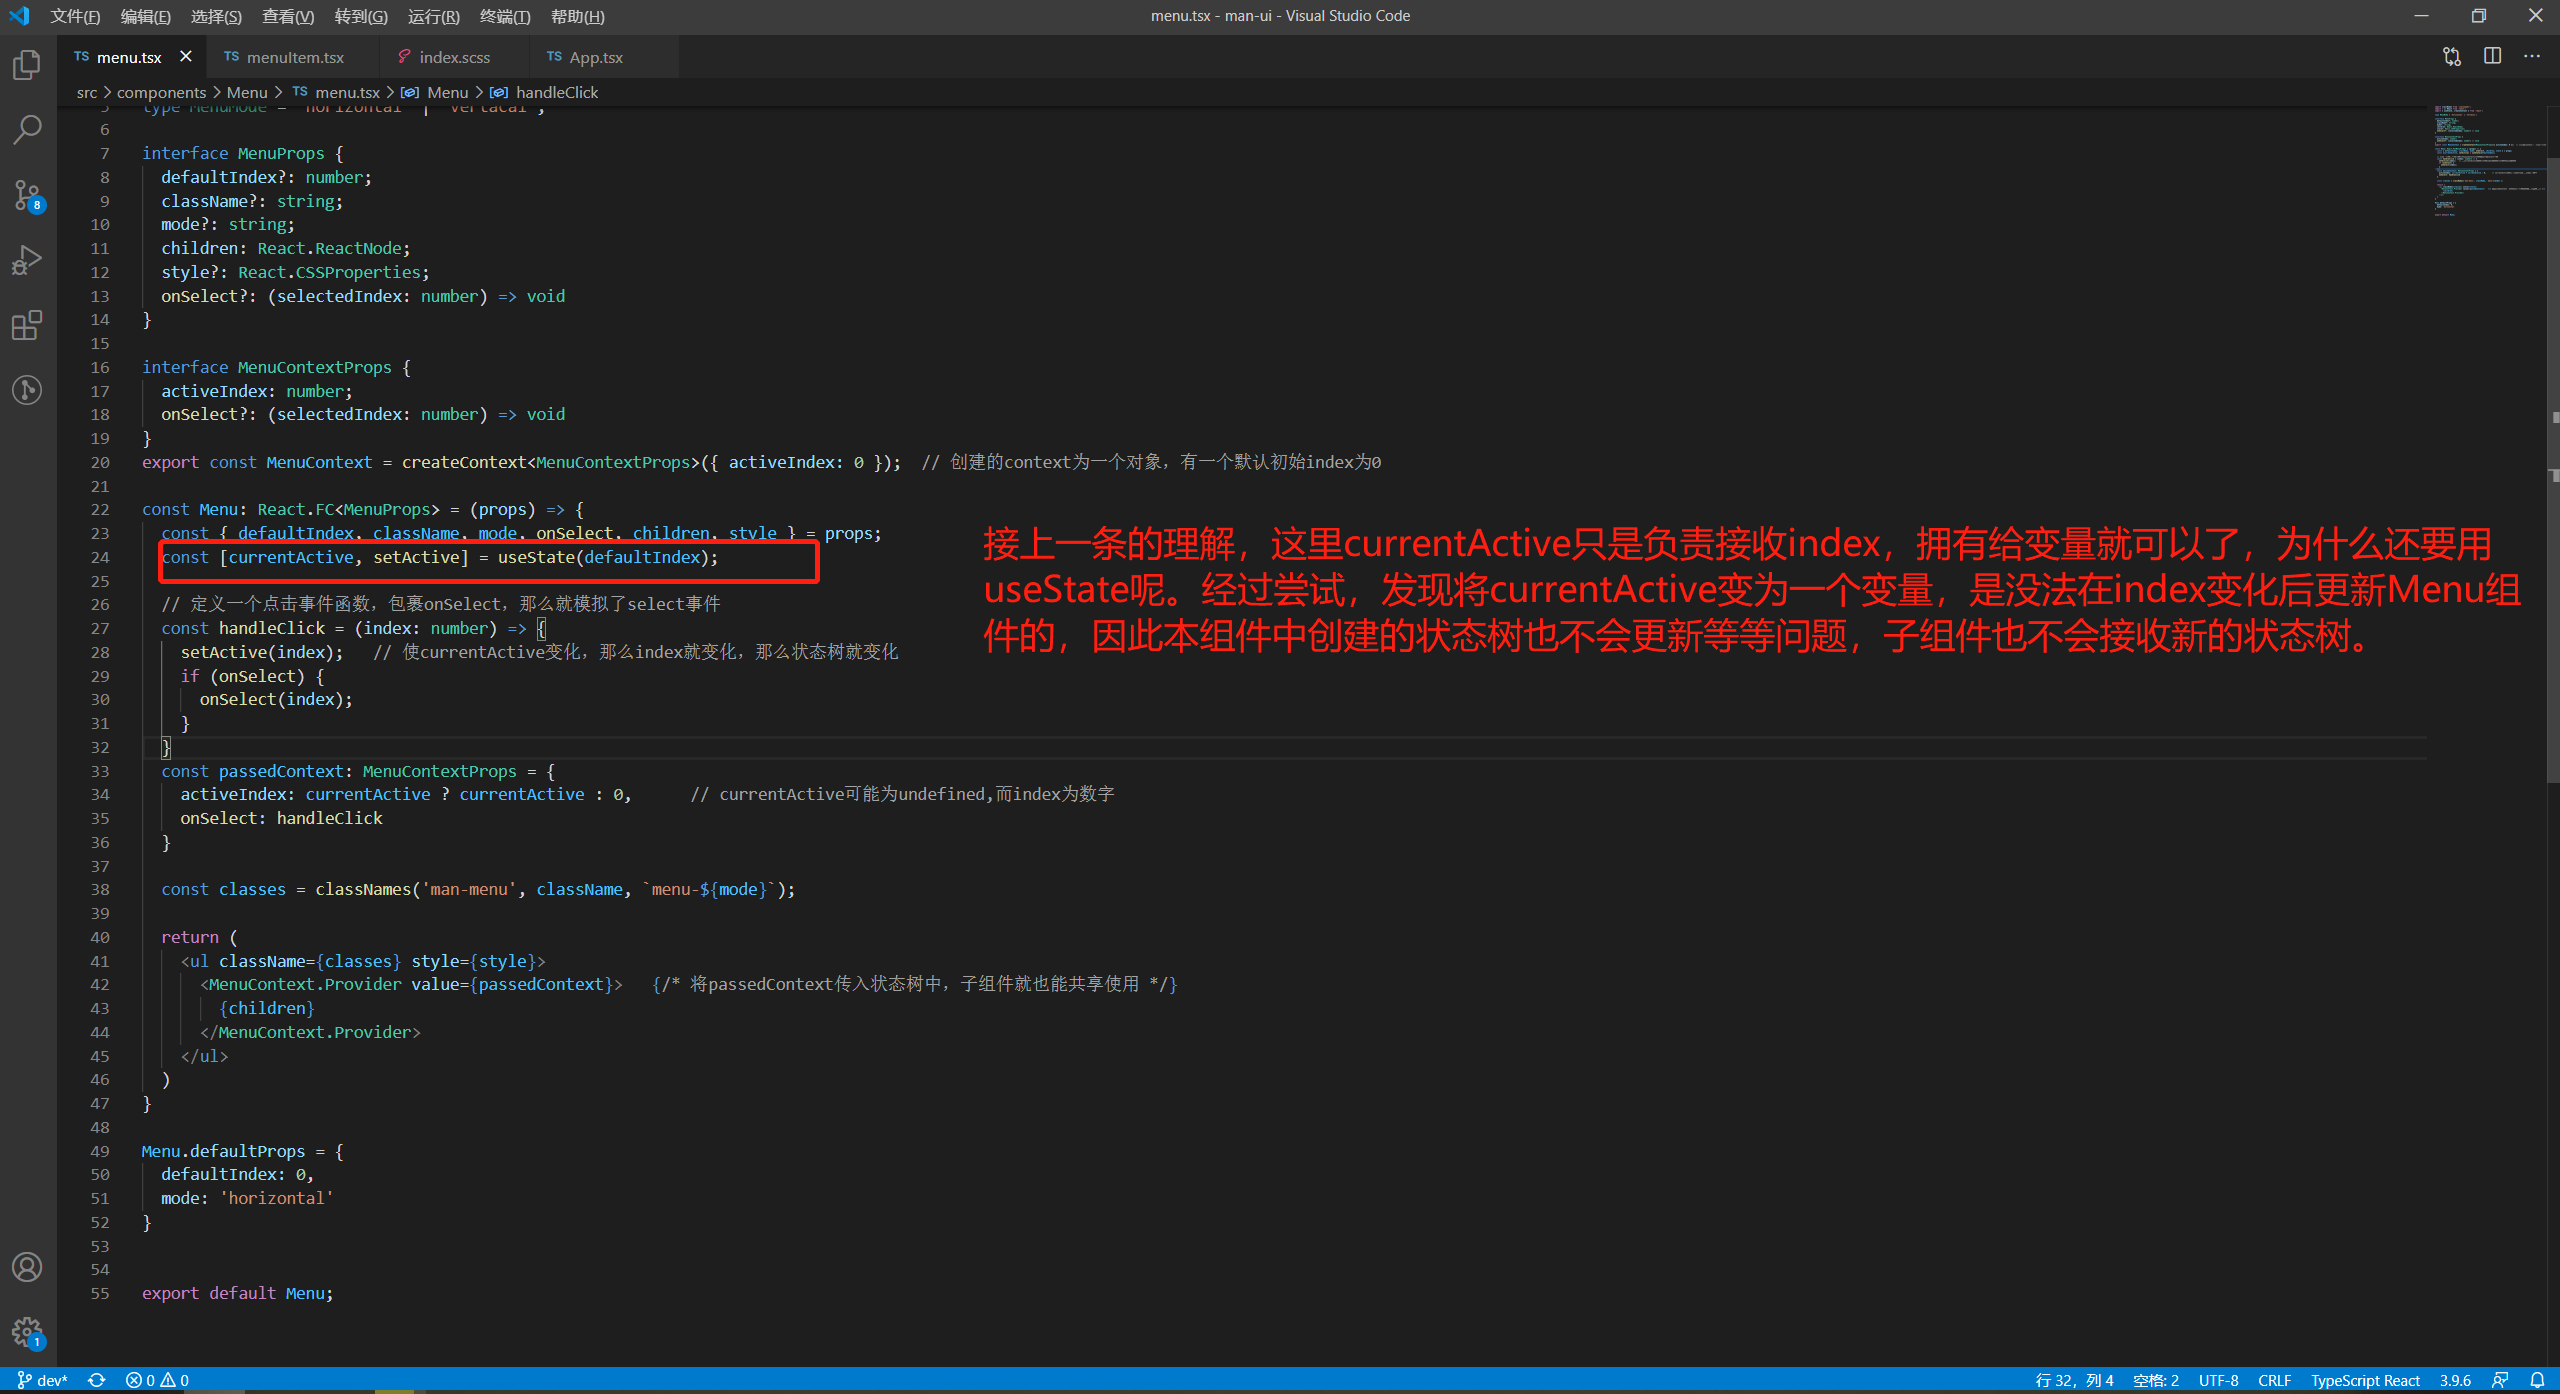 文件(F) 编辑(E) 选择(S) 查看(V) 转到(G) 运行(R) 终端(T) 帮助(H) menu.tsx - man-ui - Visual Studio Code
TS menu.tsx TS menuItem.tsx index.scss TS App.tsx
src > components > Menu > TS menu.tsx > Menu > handleClick
5 type MenuMode = 'horizontal' | 'vertacal';
6
7 interface MenuProps {
8 defaultIndex?: number;
9 className?: string;
10 mode?: string;
11 children: React.ReactNode;
12 style?: React.CSSProperties;
13 onSelect?: (selectedIndex: number) => void
14 }
15
16 interface MenuContextProps {
17 activeIndex: number;
18 onSelect?: (selectedIndex: number) => void
19 }
20 export const MenuContext = createContext<MenuContextProps>({ activeIndex: 0 }); // 创建的context为一个对象，有一个默认初始index为0
21
22 const Menu: React.FC<MenuProps> = (props) => {
23 const { defaultIndex, className, mode, onSelect, children, style } = props;
24 const [currentActive, setActive] = useState(defaultIndex);
25
26 // 定义一个点击事件函数，包裹onSelect，那么就模拟了select事件
27 const handleClick = (index: number) => {
28 setActive(index); // 使currentActive变化，那么index就变化，那么状态树就变化
29 if (onSelect) {
30 onSelect(index);
31 }
32 }
33 const passedContext: MenuContextProps = {
34 activeIndex: currentActive ? currentActive : 0, // currentActive可能为undefined,而index为数字
35 onSelect: handleClick
36 }
37
38 const classes = classNames('man-menu', className, `menu-${mode}`);
39
40 return (
41 <ul className={classes} style={style}>
42 <MenuContext.Provider value={passedContext}> {/* 将passedContext传入状态树中，子组件就也能共享使用 */}
43 {children}
44 </MenuContext.Provider>
45 </ul>
46 )
47 }
48
49 Menu.defaultProps = {
50 defaultIndex: 0,
51 mode: 'horizontal'
52 }
53
54
55 export default Menu;
接上一条的理解，这里currentActive只是负责接收index，拥有给变量就可以了，为什么还要用
useState呢。经过尝试，发现将currentActive变为一个变量，是没法在index变化后更新Menu组
件的，因此本组件中创建的状态树也不会更新等等问题，子组件也不会接收新的状态树。
8
1
dev* 0 0 行 32，列 4 空格: 2 UTF-8 CRLF TypeScript React 3.9.6